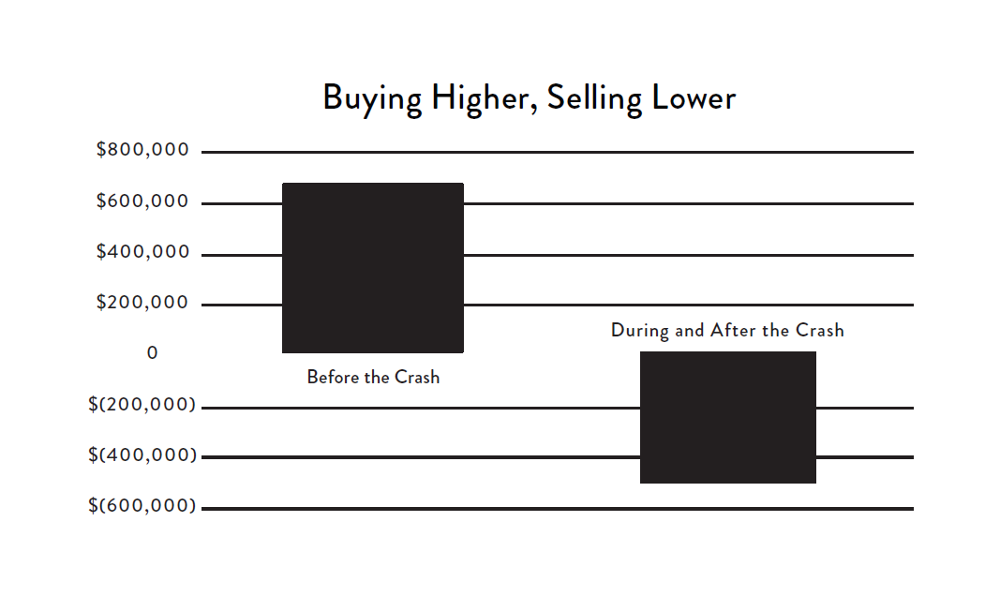 Buying Higher, Selling Lower
$800,000
$600,000
$400,000
$200,000
During and After the Crash
0
Before the Crash
$(200,000)
$(400,000)
$(600,000)